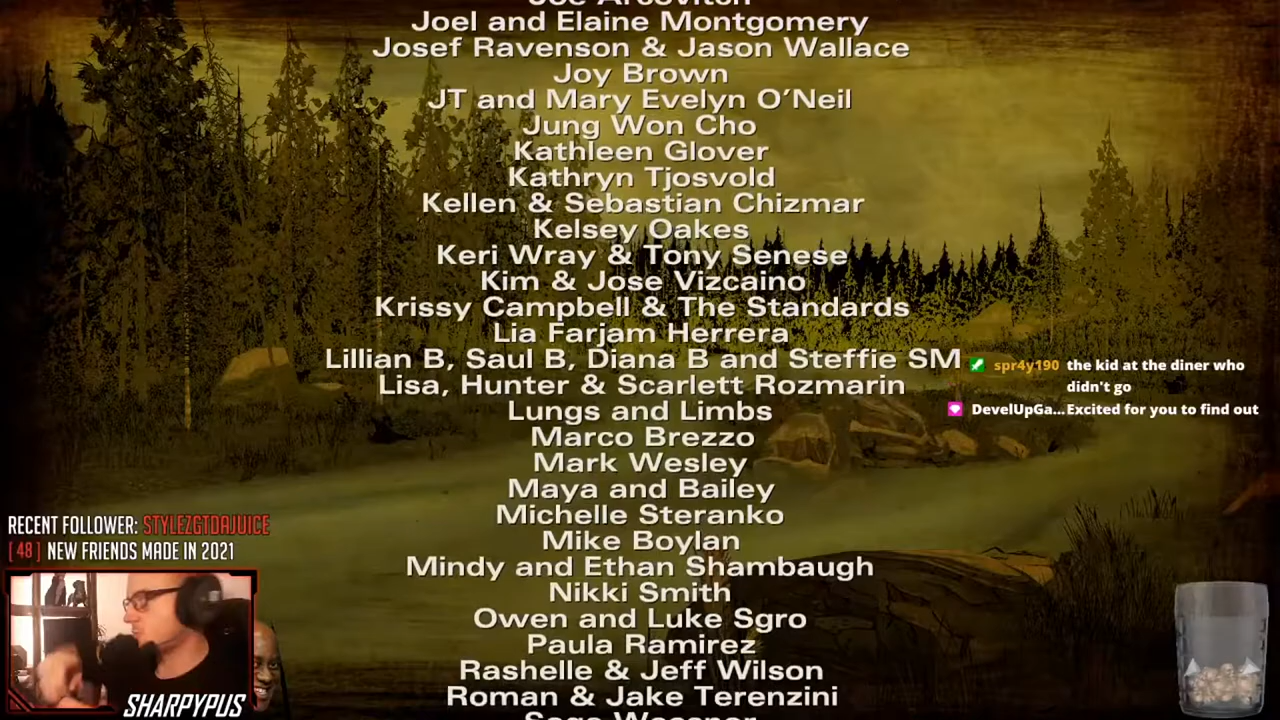 Joel and Elaine Montgomery
Josef Ravenson & Jason Wallace
Joy Brown
JT and Mary Evelyn O'Neil
Jung Won Cho
Kathleen Glover
Kathryn Tjosvold
Kellen & Sebastian Chizmar
Kelsey Oakes
Keri Wray & Tony Senese
Kim & Jose Vizcaino
Krissy Campbell & The Standards
Lia Farjam Herrera
Lillian B, Saul B, Diana B and Steffie SM
Lisa, Hunter & Scarlett Rozmarin
Lungs and Limbs
Marco Brezzo
Mark Wesley
Maya and Bailey
Michelle Steranko
Mike Boylan
Mindy and Ethan Shambaugh
Nikki Smith
Owen and Luke Sgro
Paula Ramirez
Rashelle & Jeff Wilson
Roman & Jake Terenzini
spr4y190 the kid at the diner who
didn't go
DevelUpGa... Excited for you to find out
RECENT FOLLOWER: STYLEZGTDAJUICE
[ 48 ] NEW FRIENDS MADE IN 2021
SHARPYPUS